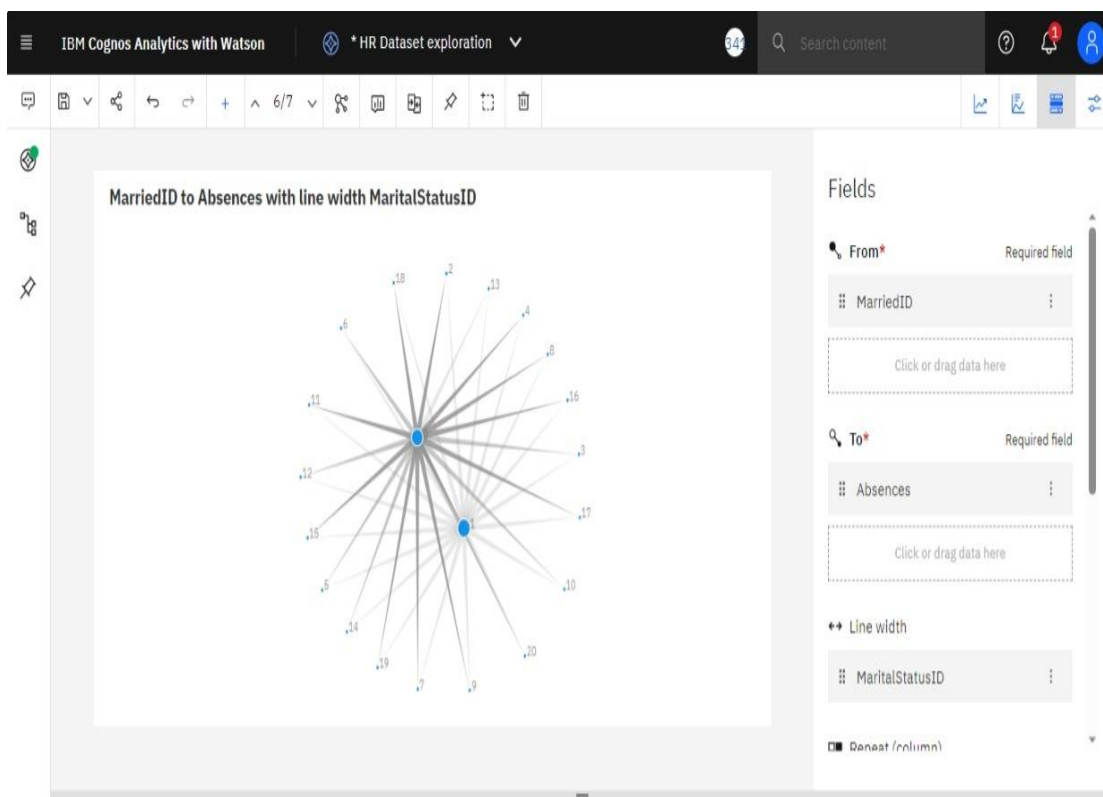 IBM Cognos Analytics with Watson
* HR Dataset exploration
341
Search content
1
6/7
MarriedID to Absences with line width MaritalStatusID
18
2
13
4
6
8
11
16
3
12
17
15
1
5
10
14
19
20
7
9
Fields
From*
Required field
MarriedID
Click or drag data here
To*
Required field
Absences
Click or drag data here
Line width
MaritalStatusID
Repeat (column)